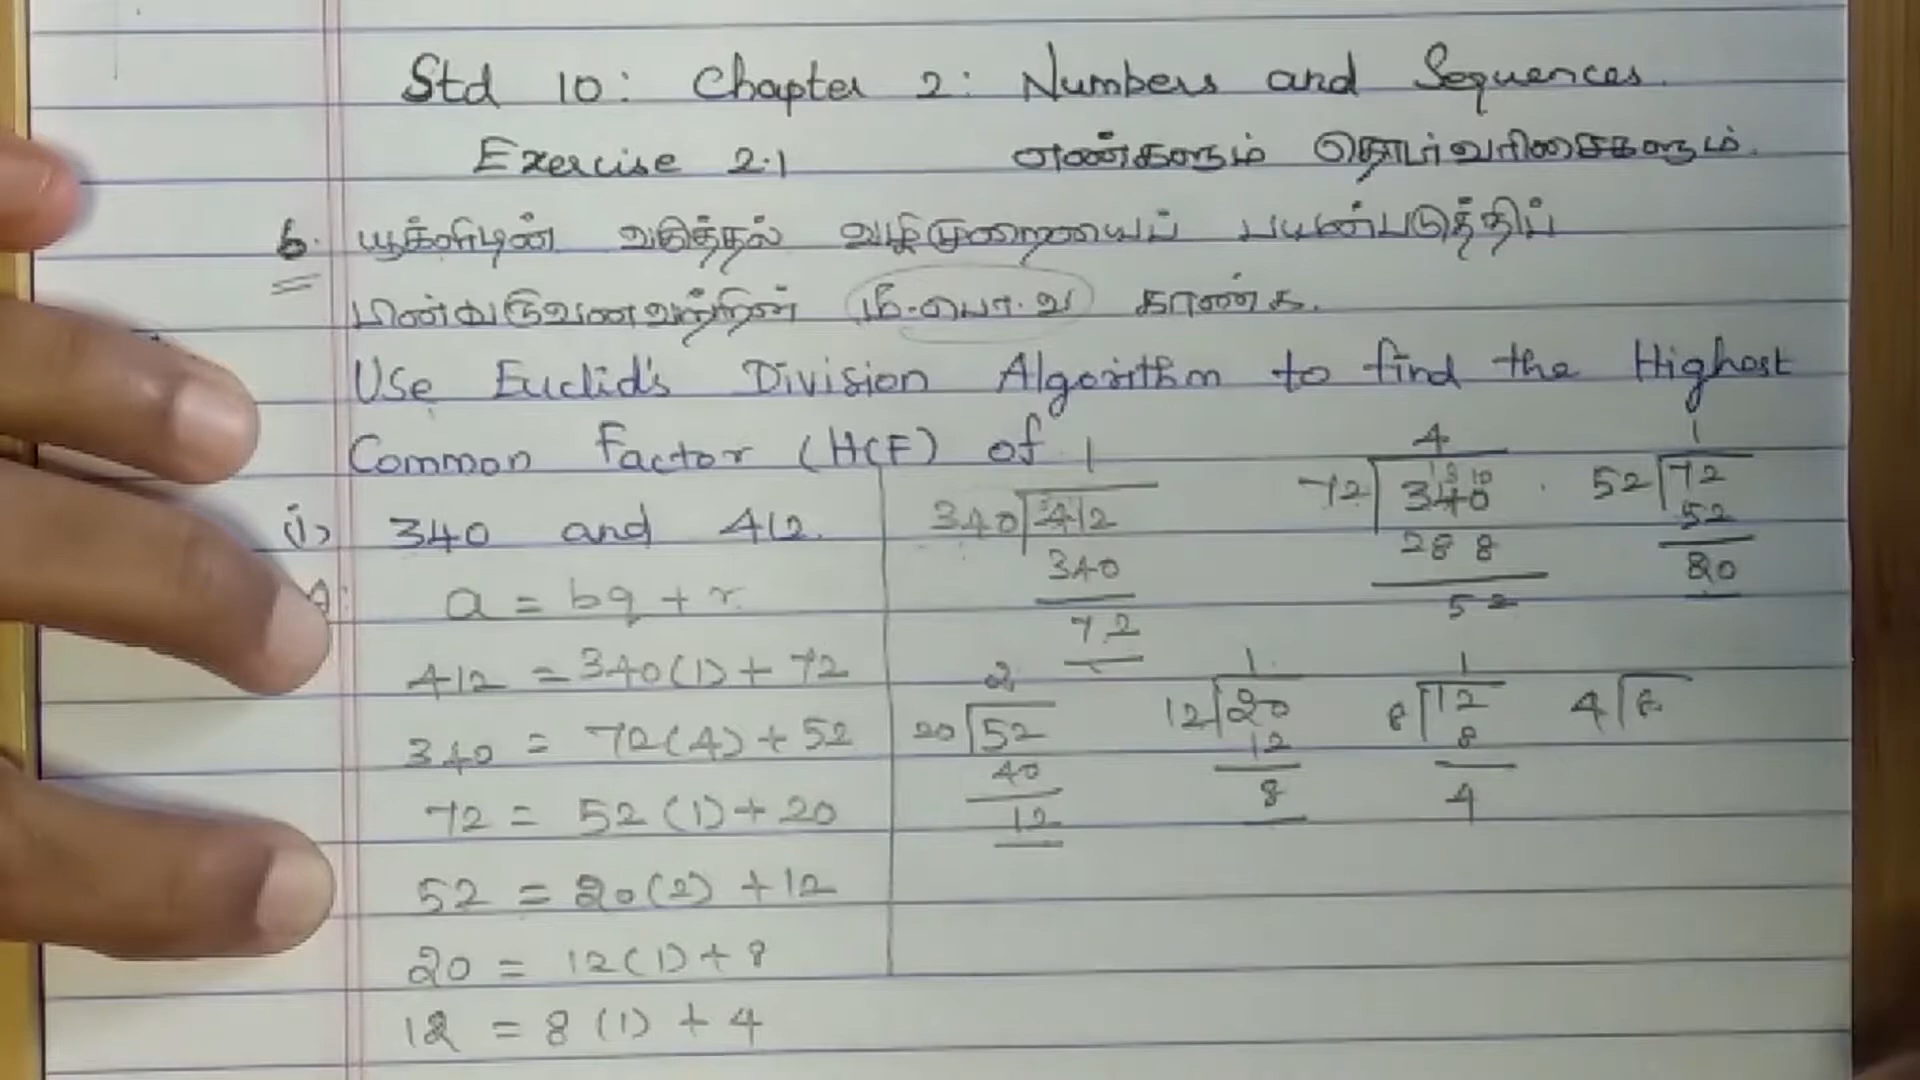 Std 10: Chapter 2: Numbers and Sequences.
Exercise 2.1 எண்களும் தொடர்வரிசைகளும்.
6. யூக்ளிடின் வகுத்தல் வழிமுறையைப் பயன்படுத்திப்
பின்வருவனவற்றின் மீ.பொ.வ காண்க.
Use Euclid's Division Algorithm to find the Highest
Common Factor (HCF) of
(i) 340 and 412.
a = bq + r
412 = 340(1) + 72
340 = 72(4) + 52
72 = 52(1) + 20
52 = 20(2) + 12
20 = 12(1) + 8
12 = 8(1) + 4
1
340 412
340
72
4
72 340
288
52
1
52 72
52
20
2
20 52
40
12
1
12 20
12
8
1
8 12
8
4
4 8